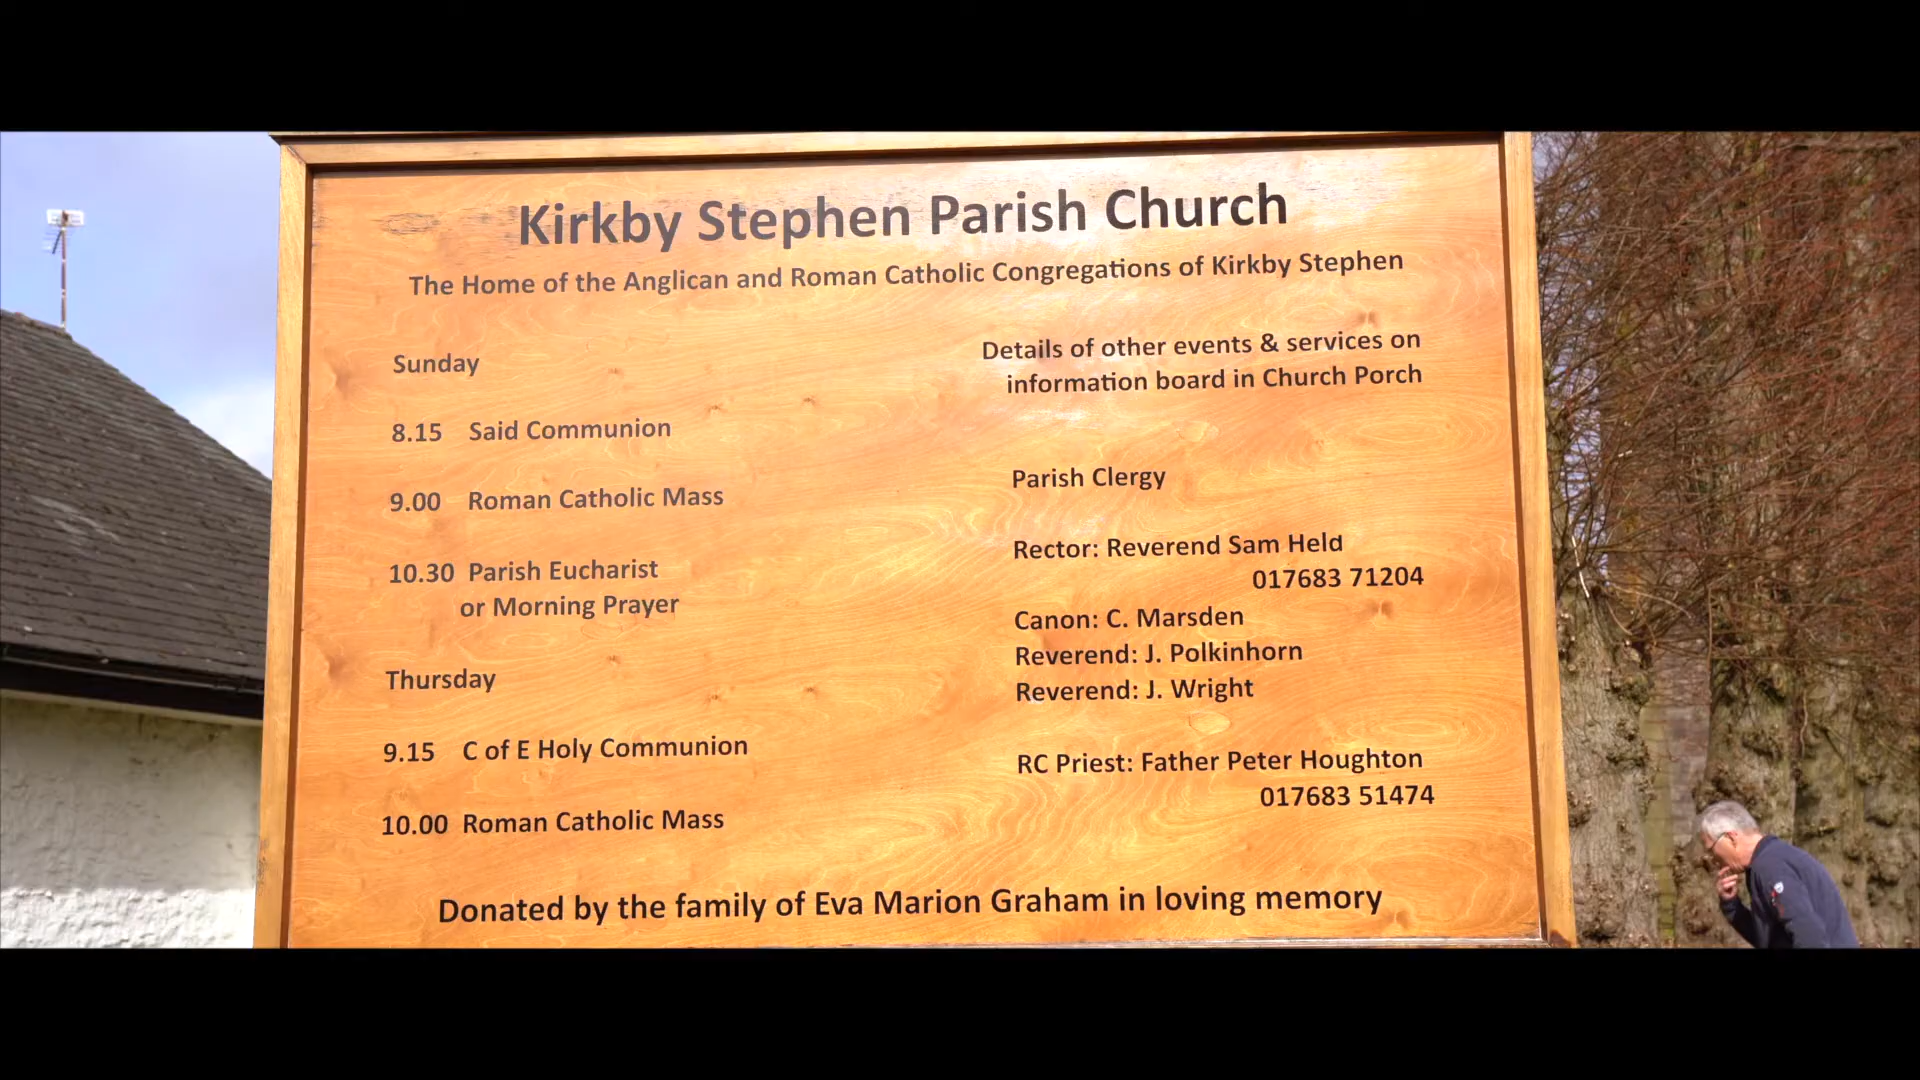 Kirkby Stephen Parish Church
The Home of the Anglican and Roman Catholic Congregations of Kirkby Stephen
Sunday
8.15 Said Communion
9.00 Roman Catholic Mass
10.30 Parish Eucharist
or Morning Prayer
Thursday
9.15 C of E Holy Communion
10.00 Roman Catholic Mass
Details of other events & services on
information board in Church Porch
Parish Clergy
Rector: Reverend Sam Held
017683 71204
Canon: C. Marsden
Reverend: J. Polkinhorn
Reverend: J. Wright
RC Priest: Father Peter Houghton
017683 51474
Donated by the family of Eva Marion Graham in loving memory